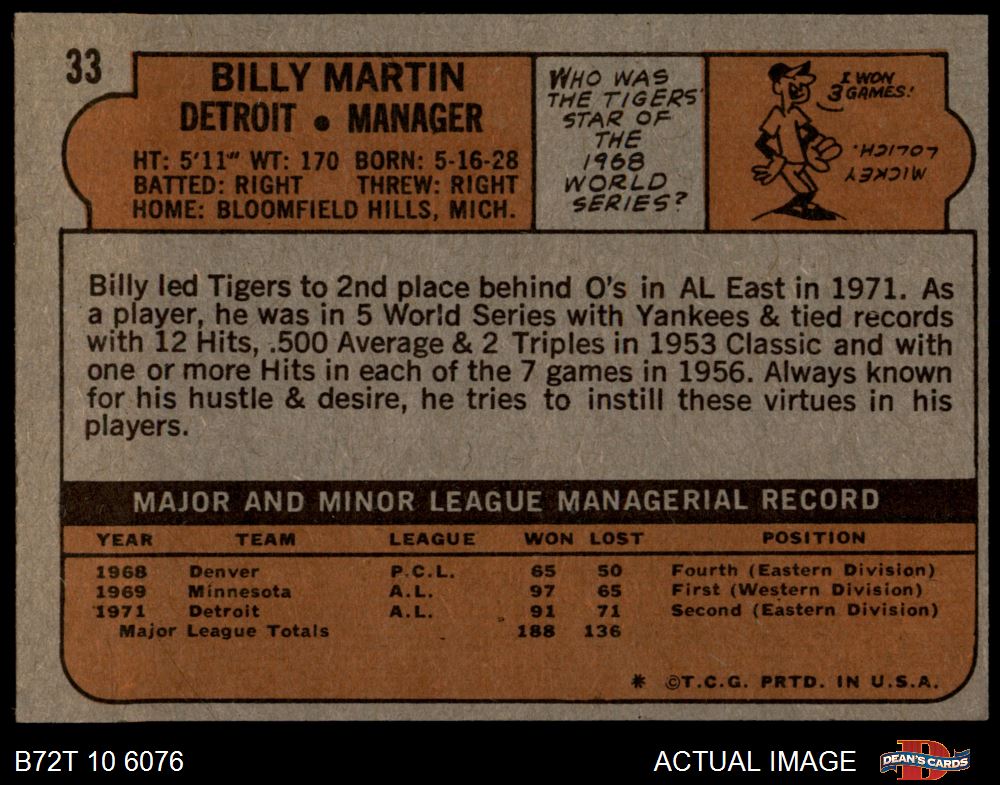 33
BILLY MARTIN
DETROIT • MANAGER
HT: 5'11" WT: 170 BORN: 5-16-28
BATTED: RIGHT THREW: RIGHT
HOME: BLOOMFIELD HILLS, MICH.
WHO WAS
THE TIGERS'
STAR OF
THE
1968
WORLD
SERIES?
I WON
3 GAMES!
MICKEY
LOLICH.
Billy led Tigers to 2nd place behind O's in AL East in 1971. As
a player, he was in 5 World Series with Yankees & tied records
with 12 Hits, .500 Average & 2 Triples in 1953 Classic and with
one or more Hits in each of the 7 games in 1956. Always known
for his hustle & desire, he tries to instill these virtues in his
players.
MAJOR AND MINOR LEAGUE MANAGERIAL RECORD
YEAR TEAM LEAGUE WON LOST POSITION
1968 Denver P.C.L. 65 50 Fourth (Eastern Division)
1969 Minnesota A.L. 97 65 First (Western Division)
1971 Detroit A.L. 91 71 Second (Eastern Division)
Major League Totals 188 136
* ©T.C.G. PRTD. IN U.S.A.
B72T 10 6076
ACTUAL IMAGE
D
DEAN'S CARDS